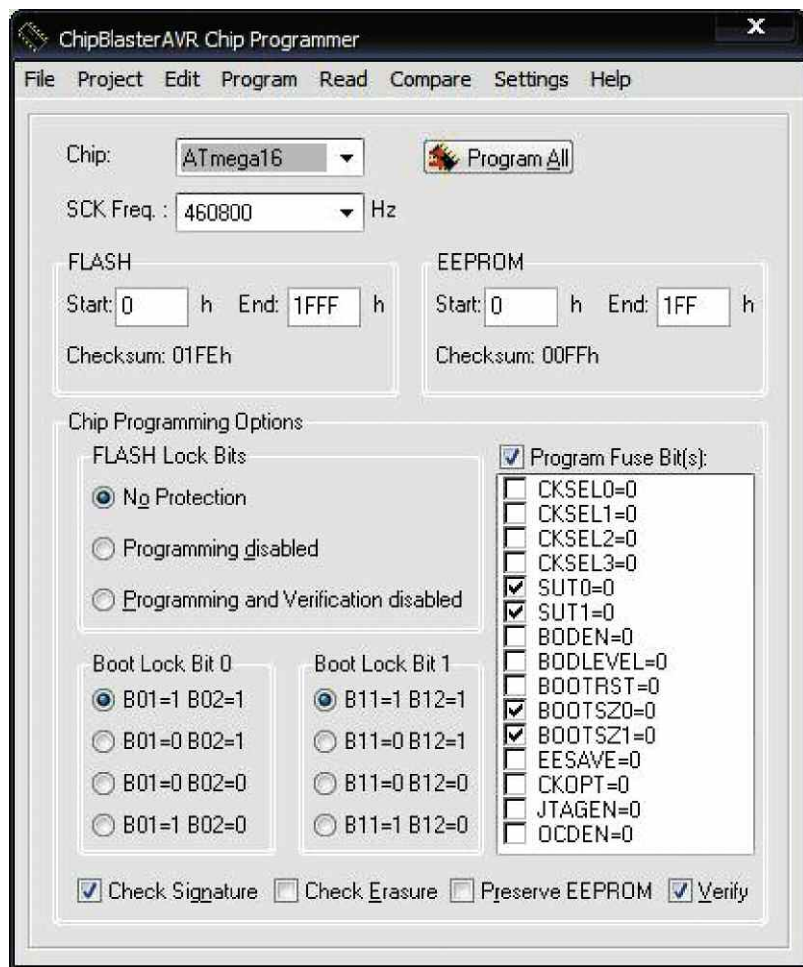 ChipBlasterAVR Chip Programmer
X
File Project Edit Program Read Compare Settings Help
Chip: ATmega16 Program All
SCK Freq. : 460800 Hz
FLASH
Start: 0 h End: 1FFF h
Checksum: 01FEh
EEPROM
Start: 0 h End: 1FF h
Checksum: 00FFh
Chip Programming Options
FLASH Lock Bits
No Protection
Programming disabled
Programming and Verification disabled
Boot Lock Bit 0
B01=1 B02=1
B01=0 B02=1
B01=0 B02=0
B01=1 B02=0
Boot Lock Bit 1
B11=1 B12=1
B11=0 B12=1
B11=0 B12=0
B11=1 B12=0
Program Fuse Bit(s):
CKSEL0=0
CKSEL1=0
CKSEL2=0
CKSEL3=0
SUT0=0
SUT1=0
BODEN=0
BODLEVEL=0
BOOTRST=0
BOOTSZ0=0
BOOTSZ1=0
EESAVE=0
CKOPT=0
JTAGEN=0
OCDEN=0
Check Signature Check Erasure Preserve EEPROM Verify